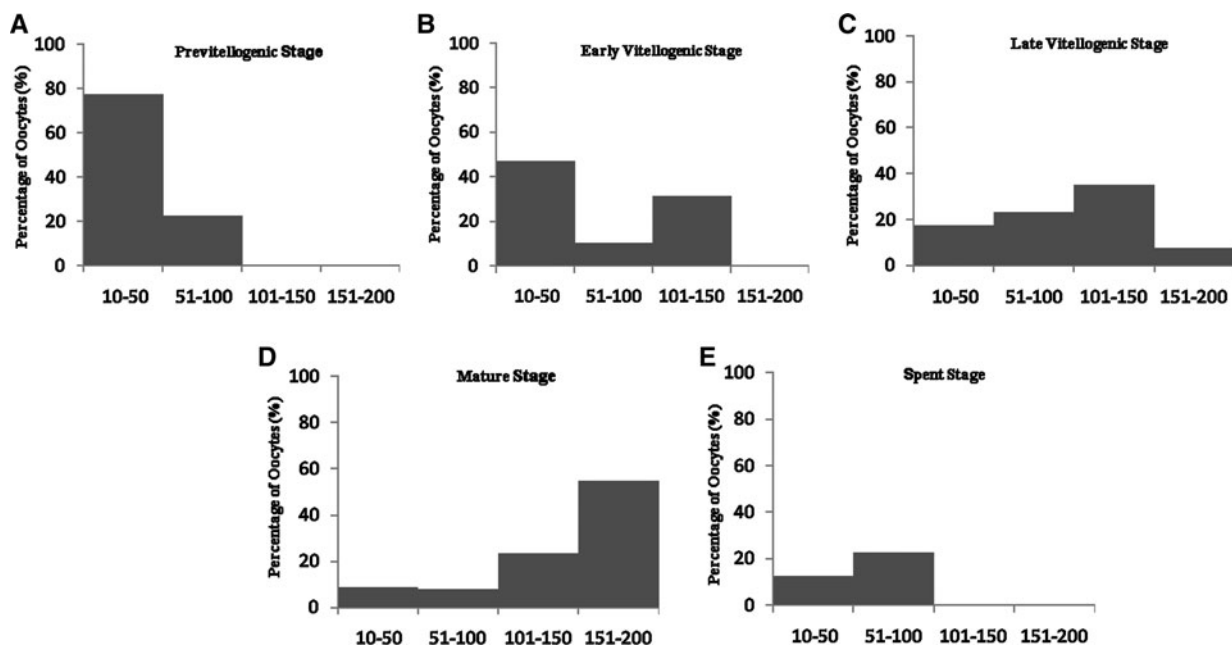 A
Previtellogenic Stage
Percentage of Oocytes (%)
100
80
60
40
20
0
10-50 51-100 101-150 151-200
B
Early Vitellogenic Stage
Percentage of Oocytes (%)
100
80
60
40
20
0
10-50 51-100 101-150 151-200
C
Late Vitellogenic Stage
Percentage of Oocytes (%)
100
80
60
40
20
0
10-50 51-100 101-150 151-200
D
Mature Stage
Percentage of Oocytes (%)
100
80
60
40
20
0
10-50 51-100 101-150 151-200
E
Spent Stage
Percentage of Oocytes (%)
100
80
60
40
20
0
10-50 51-100 101-150 151-200